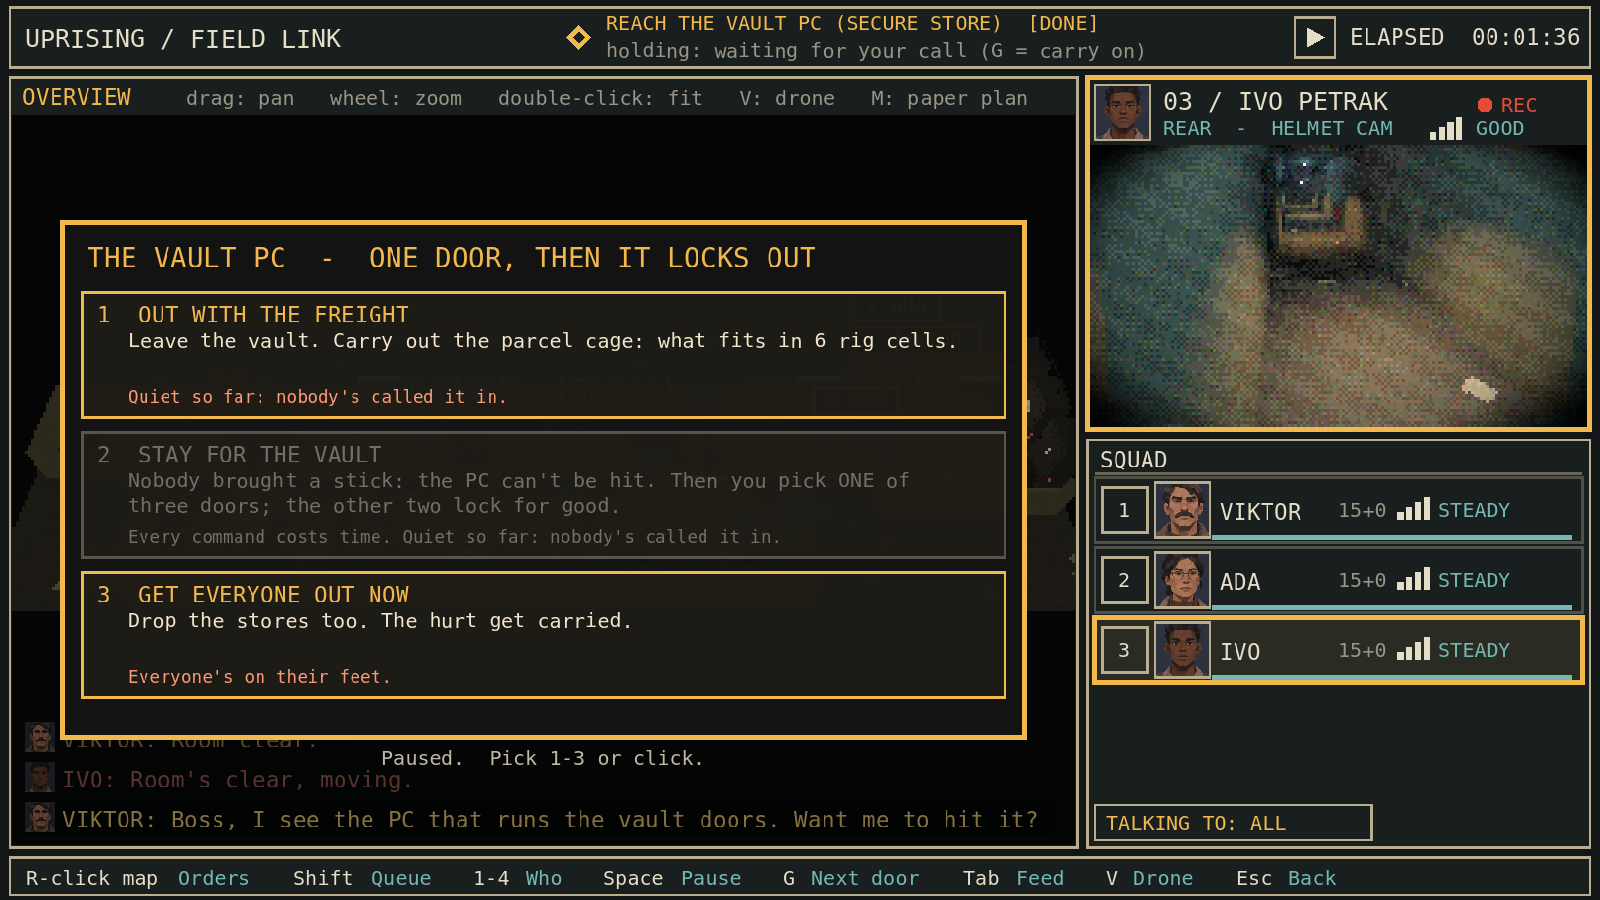 UPRISING / FIELD LINK
REACH THE VAULT PC (SECURE STORE) [DONE]
holding: waiting for your call (G = carry on)
ELAPSED 00:01:36
OVERVIEW drag: pan wheel: zoom double-click: fit V: drone M: paper plan
03 / IVO PETRAK
REC
REAR - HELMET CAM
GOOD
THE VAULT PC - ONE DOOR, THEN IT LOCKS OUT
1 OUT WITH THE FREIGHT
Leave the vault. Carry out the parcel cage: what fits in 6 rig cells.
Quiet so far: nobody's called it in.
2 STAY FOR THE VAULT
Nobody brought a stick: the PC can't be hit. Then you pick ONE of
three doors; the other two lock for good.
Every command costs time. Quiet so far: nobody's called it in.
3 GET EVERYONE OUT NOW
Drop the stores too. The hurt get carried.
Everyone's on their feet.
VIKTOR: Room clear.
Paused. Pick 1-3 or click.
IVO: Room's clear, moving.
VIKTOR: Boss, I see the PC that runs the vault doors. Want me to hit it?
SQUAD
1 VIKTOR 15+0 STEADY
2 ADA 15+0 STEADY
3 IVO 15+0 STEADY
TALKING TO: ALL
R-click map Orders Shift Queue 1-4 Who Space Pause G Next door Tab Feed V Drone Esc Back